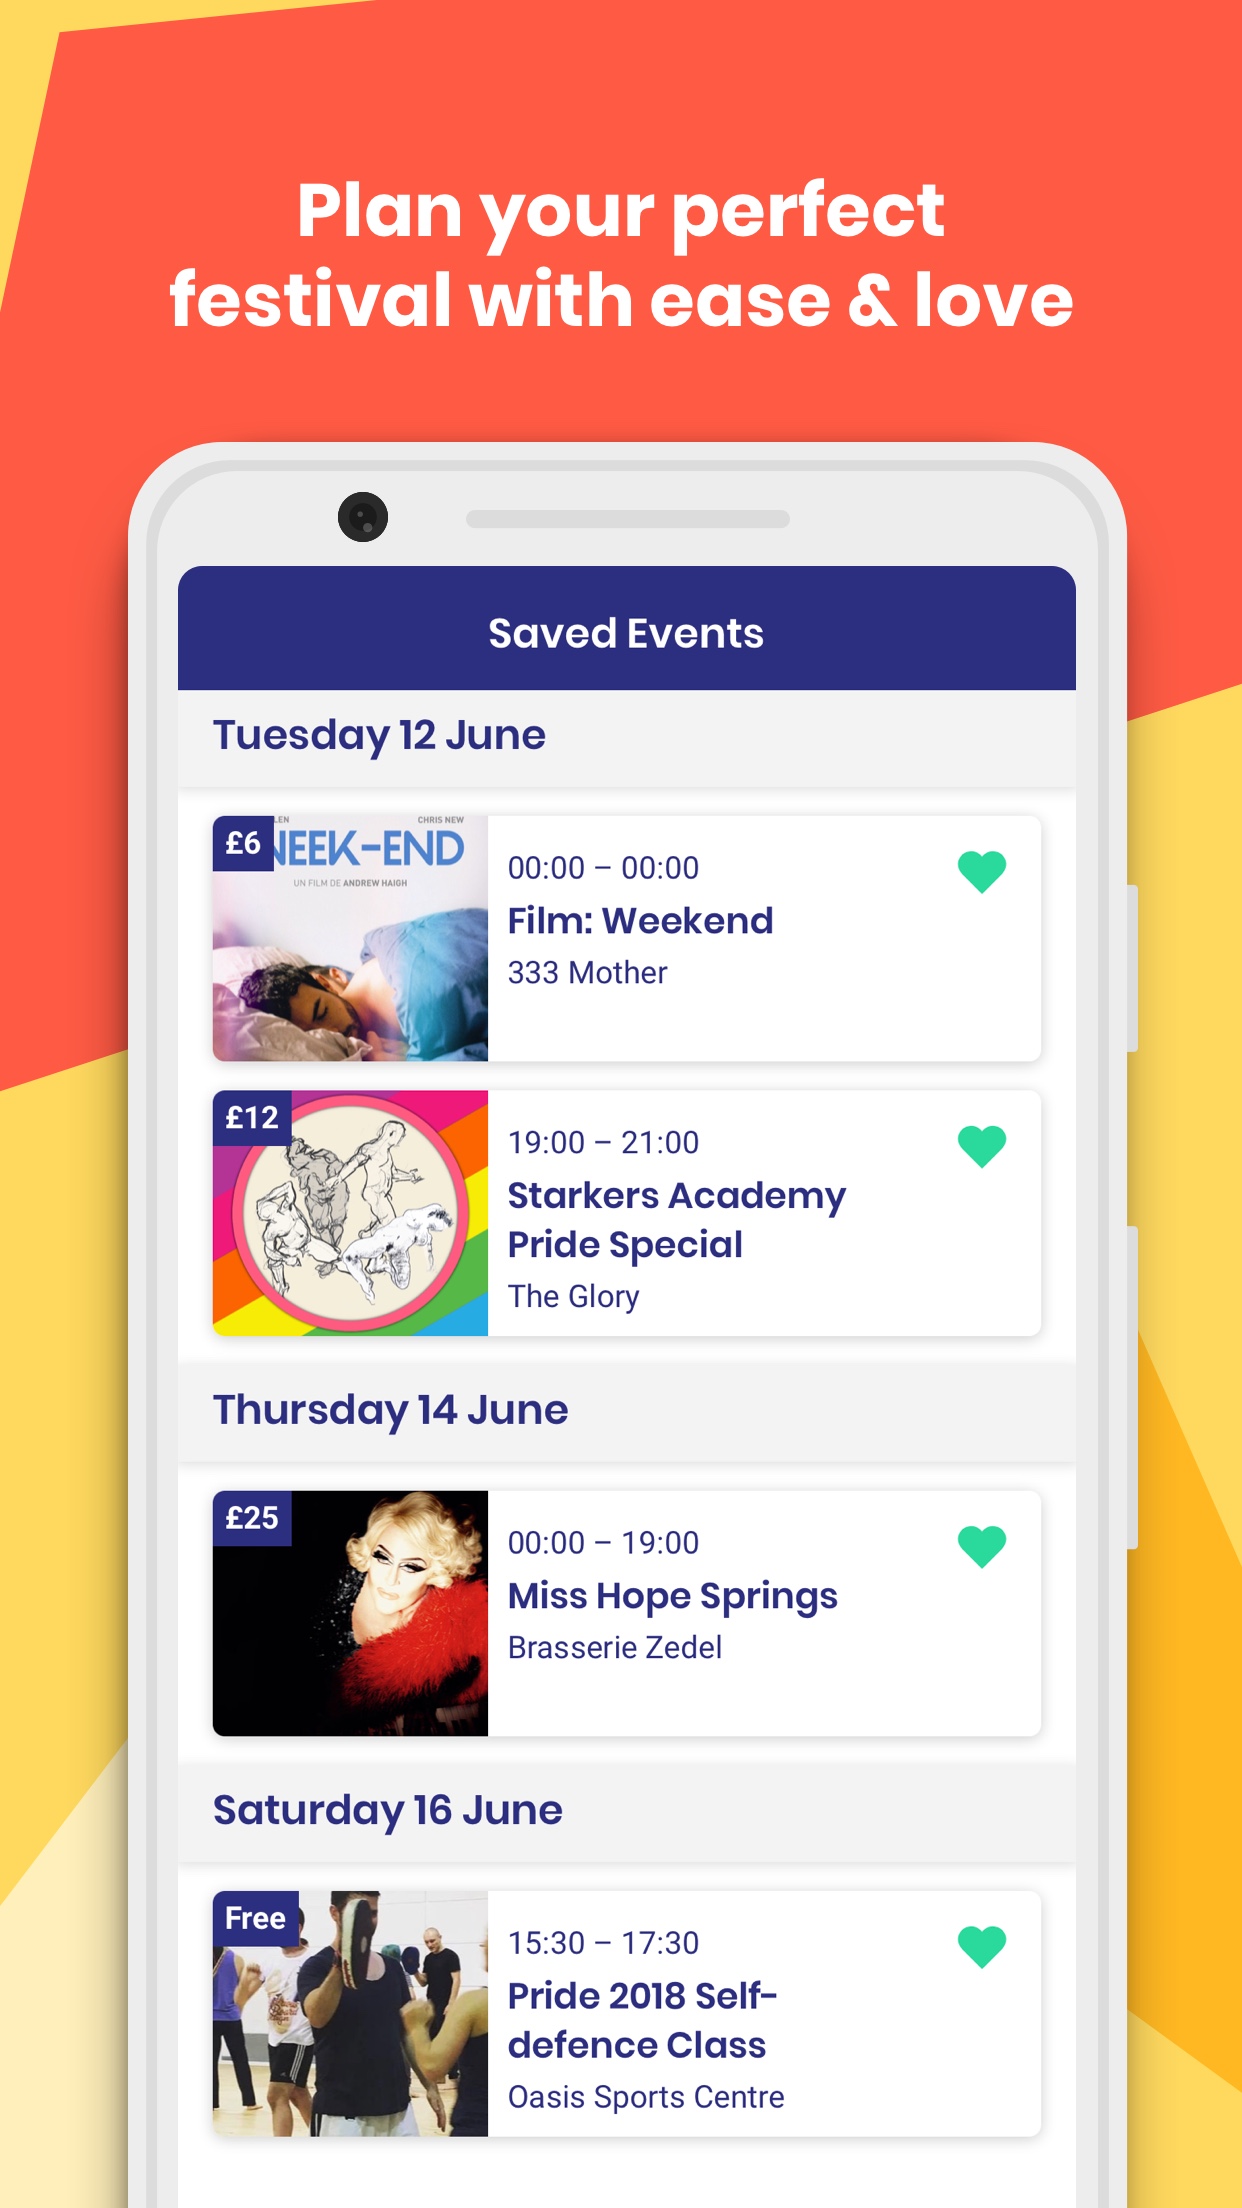 Plan your perfect
festival with ease & love
Saved Events
Tuesday 12 June
£6
LEN
CHRIS NEW
WEEK-END
UN FILM DE ANDREW HAIGH
00:00 – 00:00
Film: Weekend
333 Mother
£12
19:00 – 21:00
Starkers Academy
Pride Special
The Glory
Thursday 14 June
£25
00:00 – 19:00
Miss Hope Springs
Brasserie Zedel
Saturday 16 June
Free
15:30 – 17:30
Pride 2018 Self-
defence Class
Oasis Sports Centre